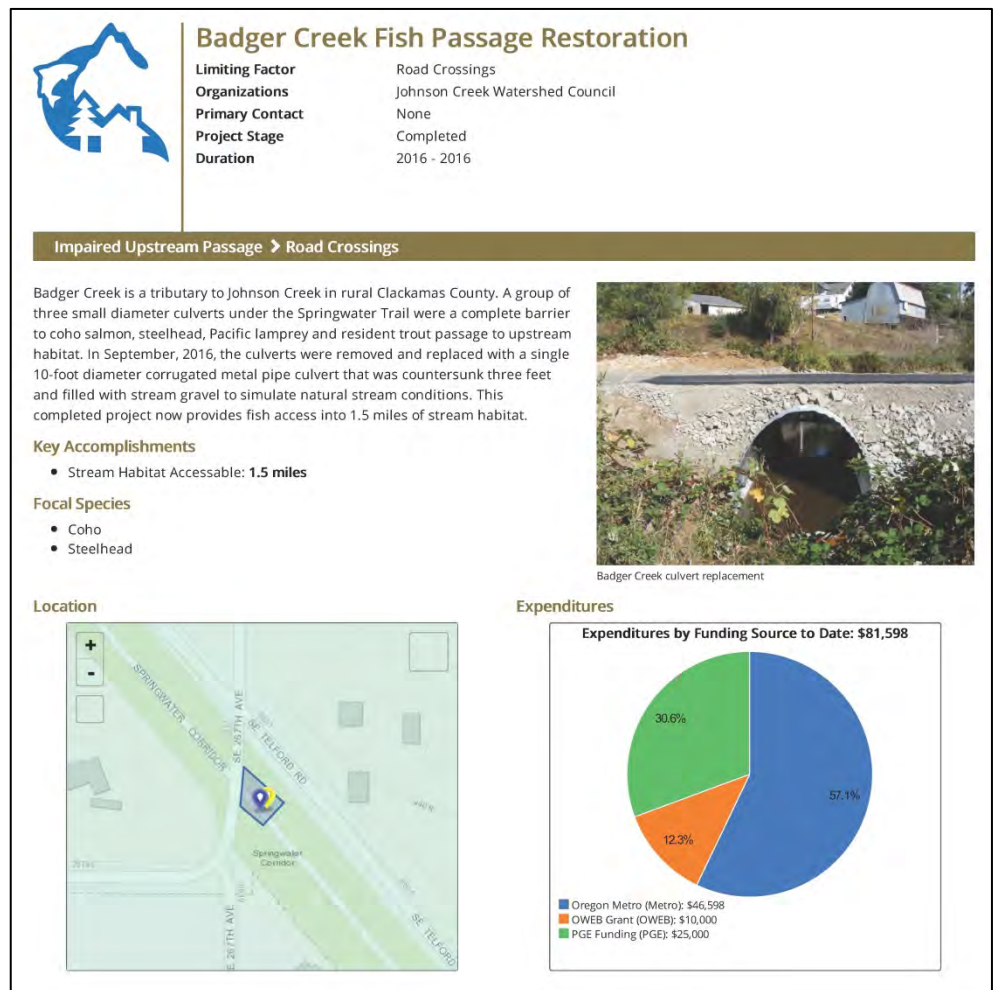 Badger Creek Fish Passage Restoration
Limiting Factor Road Crossings
Organizations Johnson Creek Watershed Council
Primary Contact None
Project Stage Completed
Duration 2016 - 2016
Impaired Upstream Passage > Road Crossings
Badger Creek is a tributary to Johnson Creek in rural Clackamas County. A group of
three small diameter culverts under the Springwater Trail were a complete barrier
to coho salmon, steelhead, Pacific lamprey and resident trout passage to upstream
habitat. In September, 2016, the culverts were removed and replaced with a single
10-foot diameter corrugated metal pipe culvert that was countersunk three feet
and filled with stream gravel to simulate natural stream conditions. This
completed project now provides fish access into 1.5 miles of stream habitat.
Key Accomplishments
• Stream Habitat Accessable: 1.5 miles
Focal Species
• Coho
• Steelhead
Badger Creek culvert replacement
Location
+
-
SPRINGWATER CORRIDOR
SE 267TH AVE
SE TELFORD RD
Springwater
Corridor
E 267TH AVE
SE TELFORD
Expenditures
Expenditures by Funding Source to Date: $81,598
30.6%
57.1%
12.3%
Oregon Metro (Metro): $46,598
OWEB Grant (OWEB): $10,000
PGE Funding (PGE): $25,000